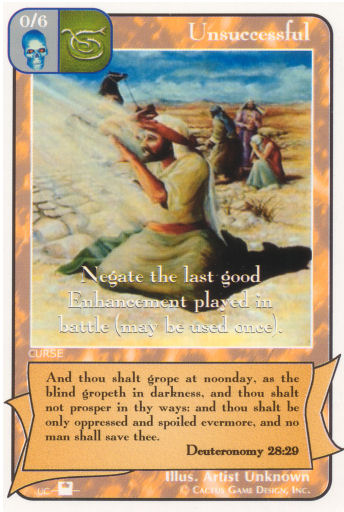 0/6
Unsuccessful
Negate the last good
Enhancement played in
battle (may be used once).
CURSE
And thou shalt grope at noonday, as the
blind gropeth in darkness, and thou shalt
not prosper in thy ways: and thou shalt be
only oppressed and spoiled evermore, and no
man shall save thee.
Deuteronomy 28:29
Illus. Artist Unknown
UC
© Cactus Game Design, Inc.